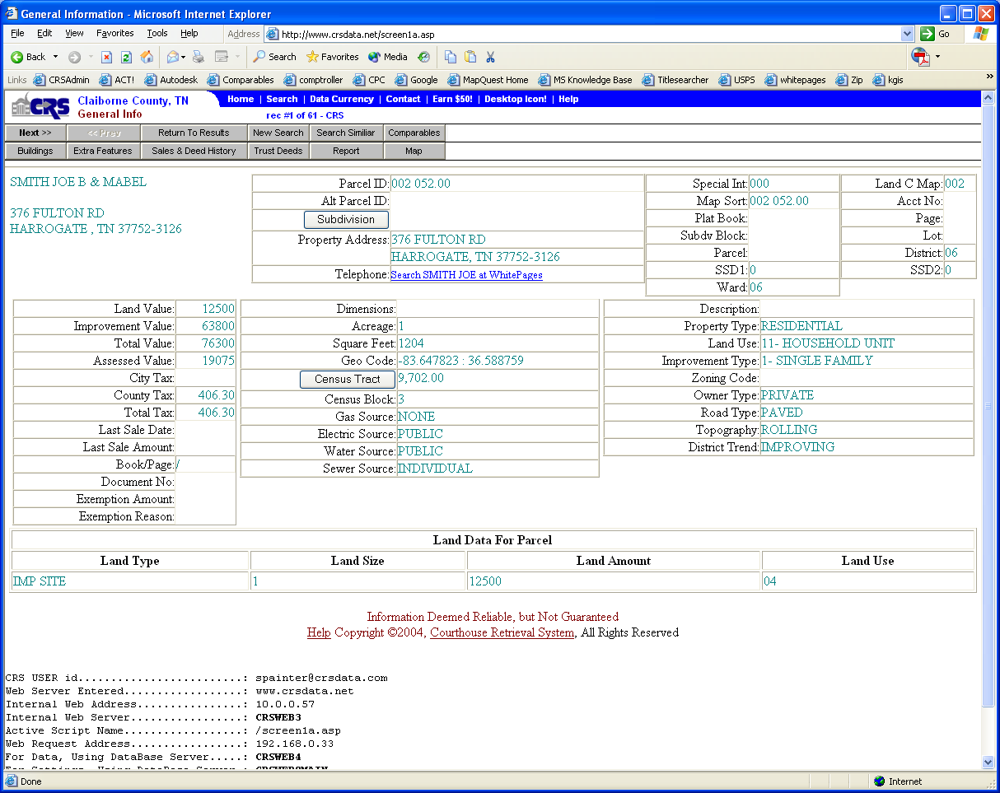 General Information - Microsoft Internet Explorer
File Edit View Favorites Tools Help Address http://www.crsdata.net/screen1a.asp Go
Back Search Favorites Media
Links CRSAdmin ACT! Autodesk Comparables comptroller CPC Google MapQuest Home MS Knowledge Base Titlesearcher USPS whitepages Zip kgis »
CRS Claiborne County, TN Home | Search | Data Currency | Contact | Earn $50! | Desktop Icon! | Help
General Info rec #1 of 61 - CRS
Next >> << Prev Return To Results New Search Search Similiar Comparables
Buildings Extra Features Sales & Deed History Trust Deeds Report Map
SMITH JOE B & MABEL
376 FULTON RD
HARROGATE , TN 37752-3126
Parcel ID: 002 052.00
Alt Parcel ID:
Subdivision
Property Address: 376 FULTON RD
HARROGATE, TN 37752-3126
Telephone: Search SMITH JOE at WhitePages
Special Int: 000
Map Sort: 002 052.00
Plat Book:
Subdv Block:
Parcel:
SSD1: 0
Ward: 06
Land C Map: 002
Acct No:
Page:
Lot:
District: 06
SSD2: 0
Land Value: 12500
Improvement Value: 63800
Total Value: 76300
Assessed Value: 19075
City Tax:
County Tax: 406.30
Total Tax: 406.30
Last Sale Date:
Last Sale Amount:
Book/Page: /
Document No:
Exemption Amount:
Exemption Reason:
Dimensions:
Acreage: 1
Square Feet: 1204
Geo Code: -83.647823 : 36.588759
Census Tract 9,702.00
Census Block: 3
Gas Source: NONE
Electric Source: PUBLIC
Water Source: PUBLIC
Sewer Source: INDIVIDUAL
Description:
Property Type: RESIDENTIAL
Land Use: 11- HOUSEHOLD UNIT
Improvement Type: 1- SINGLE FAMILY
Zoning Code:
Owner Type: PRIVATE
Road Type: PAVED
Topography: ROLLING
District Trend: IMPROVING
Land Data For Parcel
Land Type Land Size Land Amount Land Use
IMP SITE 1 12500 04
Information Deemed Reliable, but Not Guaranteed
Help Copyright ©2004, Courthouse Retrieval System, All Rights Reserved
CRS USER id.........................: spainter@crsdata.com
Web Server Entered..................: www.crsdata.net
Internal Web Address................: 10.0.0.57
Internal Web Server.................: CRSWEB3
Active Script Name..................: /screen1a.asp
Web Request Address.................: 192.168.0.33
For Data, Using DataBase Server.....: CRSWEB4
For Settings, Using DataBase Server.:
Done Internet